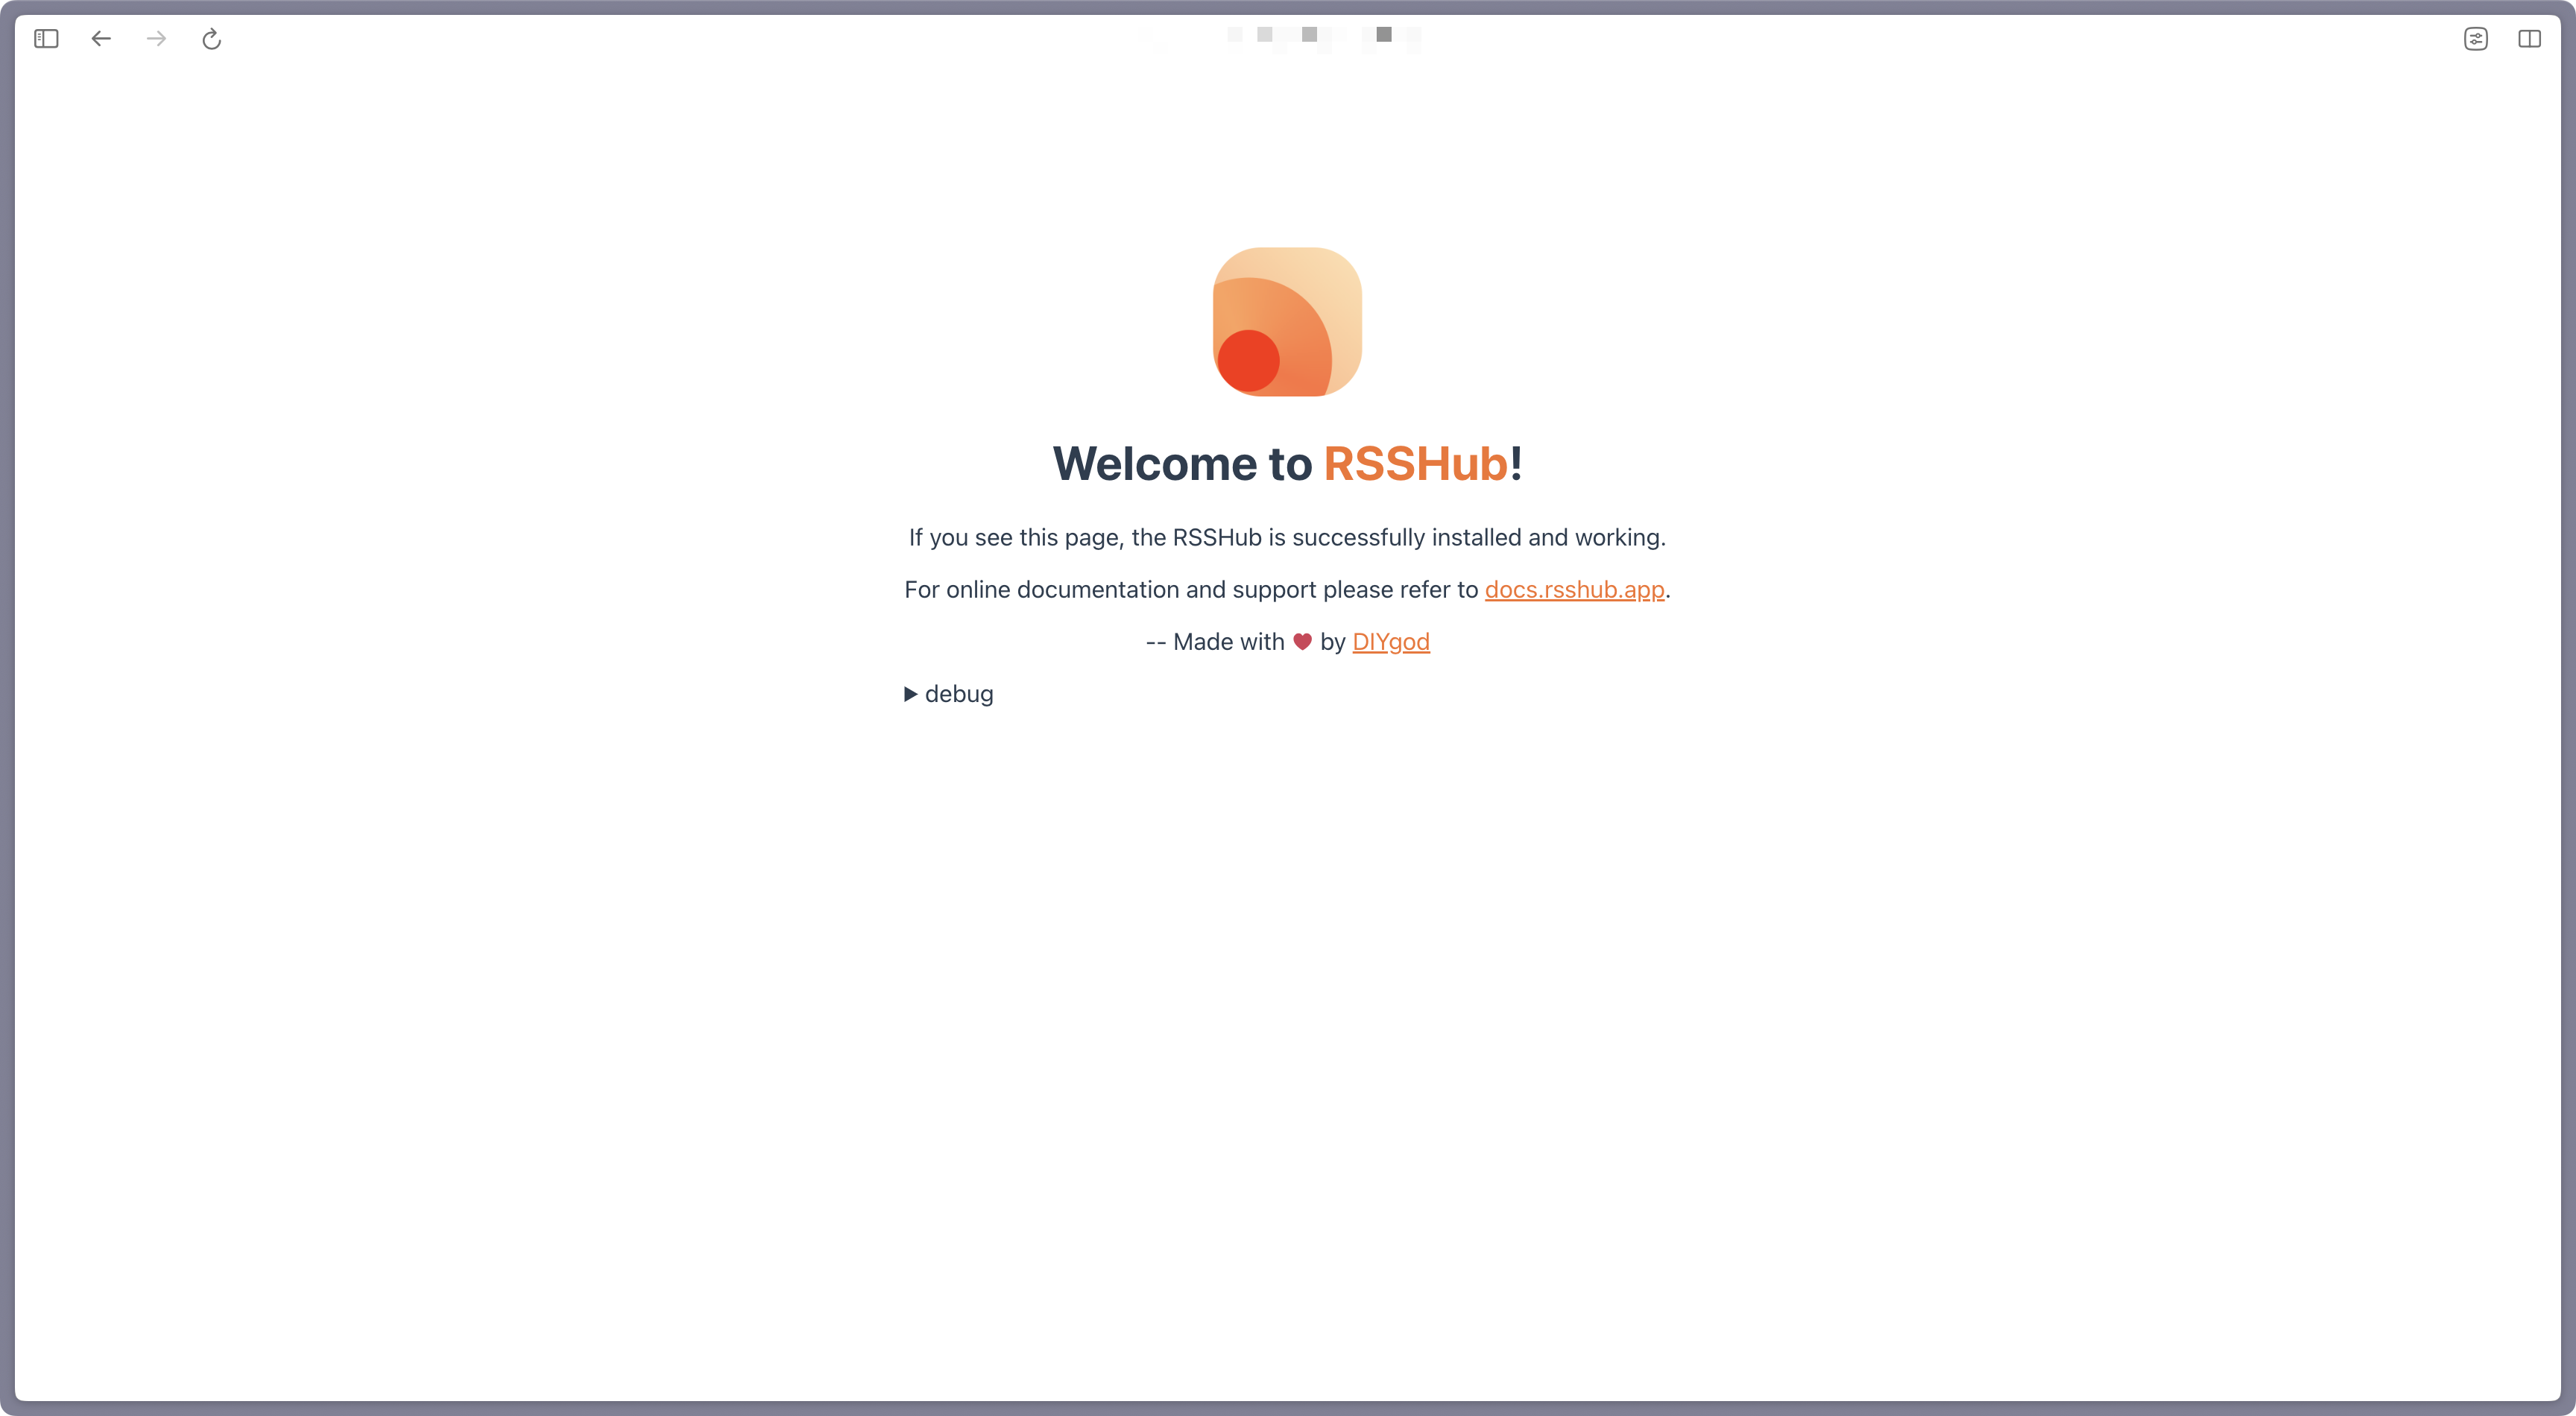 Welcome to RSSHub!
If you see this page, the RSSHub is successfully installed and working.
For online documentation and support please refer to docs.rsshub.app.
-- Made with ❤️ by DIYgod
▶ debug